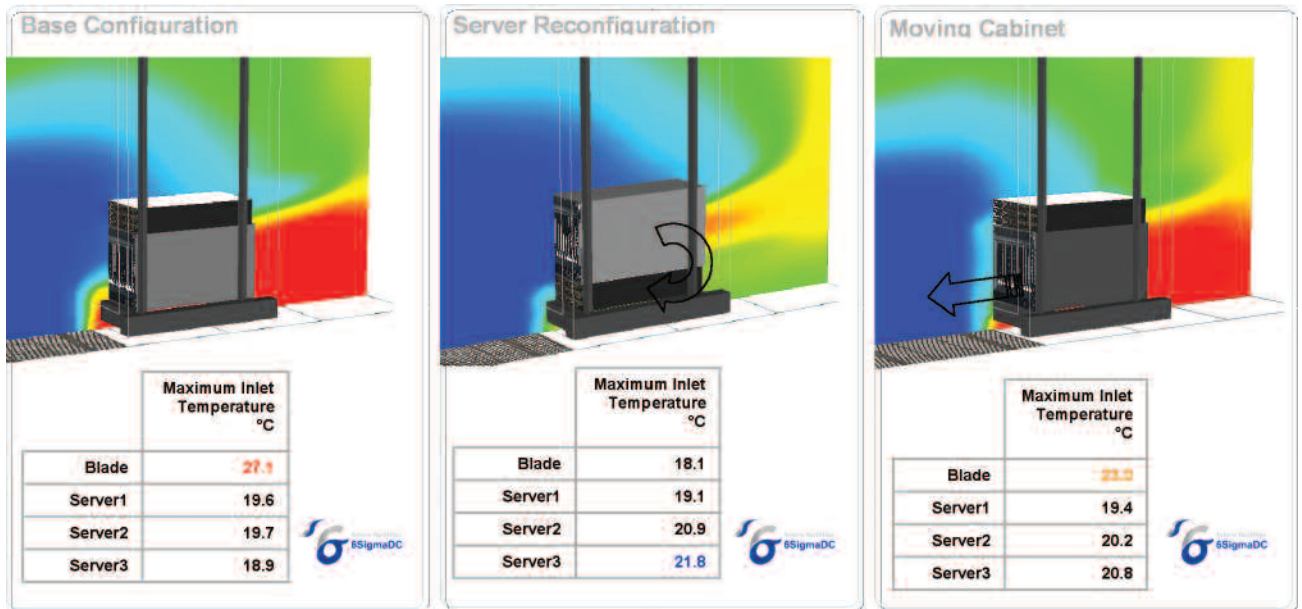 Base Configuration
Maximum Inlet
Temperature
°C
Blade 27.1
Server1 19.6
Server2 19.7
Server3 18.9
6SigmaDC
Server Reconfiguration
Maximum Inlet
Temperature
°C
Blade 18.1
Server1 19.1
Server2 20.9
Server3 21.8
6SigmaDC
Moving Cabinet
Maximum Inlet
Temperature
°C
Blade
Server1 19.4
Server2 20.2
Server3 20.8
6SigmaDC